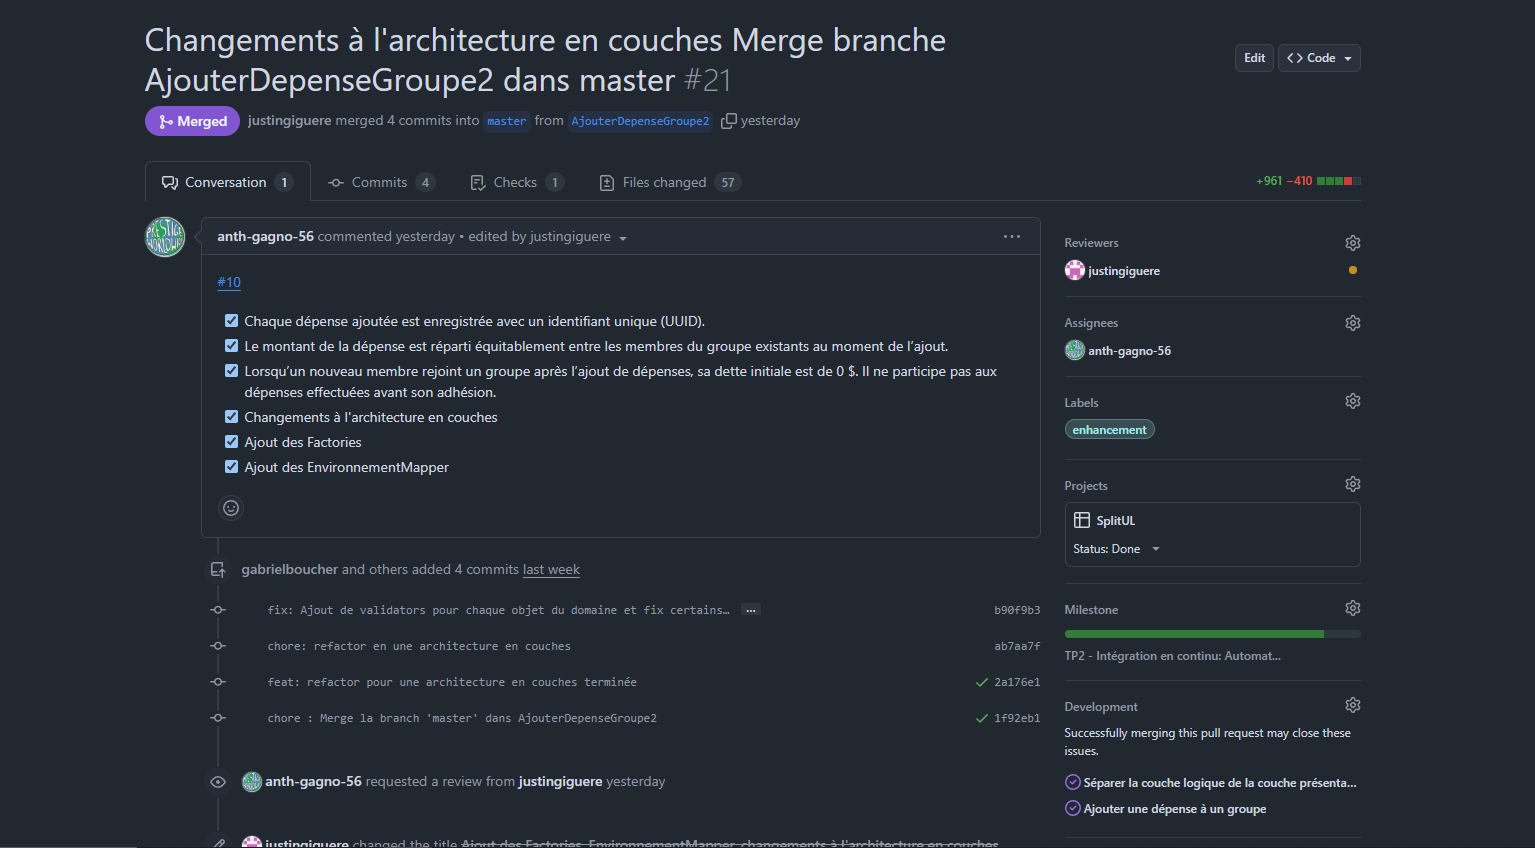 Changements à l'architecture en couches Merge branche
AjouterDepenseGroupe2 dans master #21
Edit
Code
Merged
justingiguere merged 4 commits into master from AjouterDepenseGroupe2 yesterday
Conversation 1
Commits 4
Checks 1
Files changed 57
+961 −410
PRESTIGE WORLDWIDE
anth-gagno-56 commented yesterday • edited by justingiguere
#10
Chaque dépense ajoutée est enregistrée avec un identifiant unique (UUID).
Le montant de la dépense est réparti équitablement entre les membres du groupe existants au moment de l’ajout.
Lorsqu’un nouveau membre rejoint un groupe après l’ajout de dépenses, sa dette initiale est de 0 $. Il ne participe pas aux
dépenses effectuées avant son adhésion.
Changements à l'architecture en couches
Ajout des Factories
Ajout des EnvironnementMapper
gabrielboucher and others added 4 commits last week
fix: Ajout de validators pour chaque objet du domaine et fix certains… ...
b90f9b3
chore: refactor en une architecture en couches
ab7aa7f
feat: refactor pour une architecture en couches terminée
2a176e1
chore : Merge la branch 'master' dans AjouterDepenseGroupe2
1f92eb1
anth-gagno-56 requested a review from justingiguere yesterday
justingiguere changed the title Ajout des Factories, EnvironnementMapper, changements à l'architecture en couches
Reviewers
justingiguere
Assignees
anth-gagno-56
Labels
enhancement
Projects
SplitUL
Status: Done
Milestone
TP2 - Intégration en continu: Automat...
Development
Successfully merging this pull request may close these
issues.
Séparer la couche logique de la couche présenta...
Ajouter une dépense à un groupe